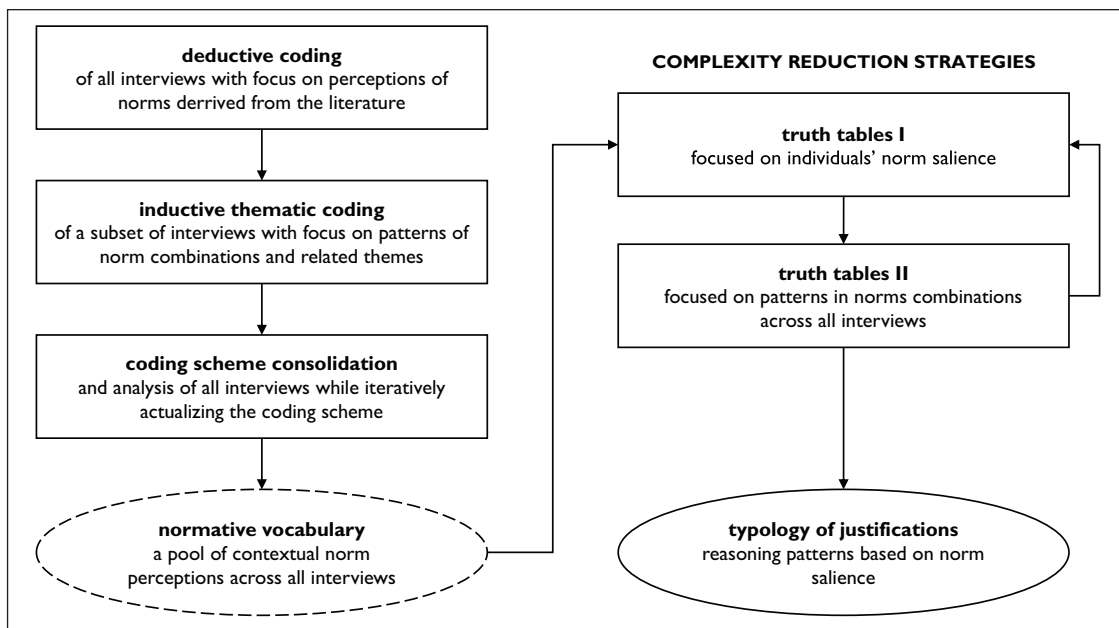 deductive coding
of all interviews with focus on perceptions of
norms derrived from the literature
inductive thematic coding
of a subset of interviews with focus on patterns of
norm combinations and related themes
coding scheme consolidation
and analysis of all interviews while iteratively
actualizing the coding scheme
normative vocabulary
a pool of contextual norm
perceptions across all interviews
COMPLEXITY REDUCTION STRATEGIES
truth tables I
focused on individuals’ norm salience
truth tables II
focused on patterns in norms combinations
across all interviews
typology of justifications
reasoning patterns based on norm
salience